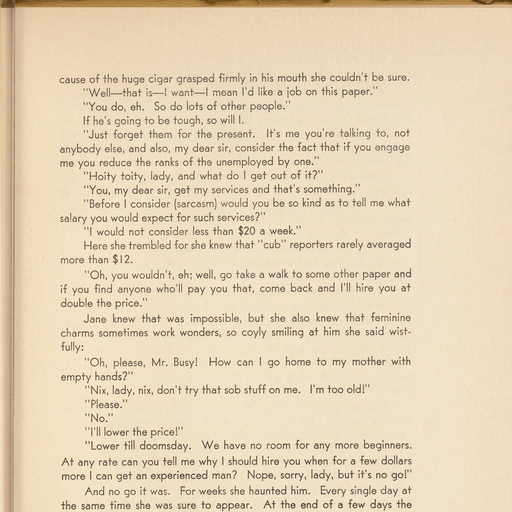 cause of the huge cigar grasped firmly in his mouth she couldn't be sure.
"Well—that is—I want—I mean I'd like a job on this paper."
"You do, eh. So do lots of other people."
If he's going to be tough, so will I.
"Just forget them for the present. It's me you're talking to, not
anybody else, and also, my dear sir, consider the fact that if you engage
me you reduce the ranks of the unemployed by one."
"Hoity toity, lady, and what do I get out of it?"
"You, my dear sir, get my services and that's something."
"Before I consider (sarcasm) would you be so kind as to tell me what
salary you would expect for such services?"
"I would not consider less than $20 a week."
Here she trembled for she knew that "cub" reporters rarely averaged
more than $12.
"Oh, you wouldn't, eh; well, go take a walk to some other paper and
if you find anyone who'll pay you that, come back and I'll hire you at
double the price."
Jane knew that was impossible, but she also knew that feminine
charms sometimes work wonders, so coyly smiling at him she said wist-
fully:
"Oh, please, Mr. Busy! How can I go home to my mother with
empty hands?"
"Nix, lady, nix, don't try that sob stuff on me. I'm too old!"
"Please."
"No."
"I'll lower the price!"
"Lower till doomsday. We have no room for any more beginners.
At any rate can you tell me why I should hire you when for a few dollars
more I can get an experienced man? Nope, sorry, lady, but it's no go!"
And no go it was. For weeks she haunted him. Every single day at
the same time she was sure to appear. At the end of a few days the